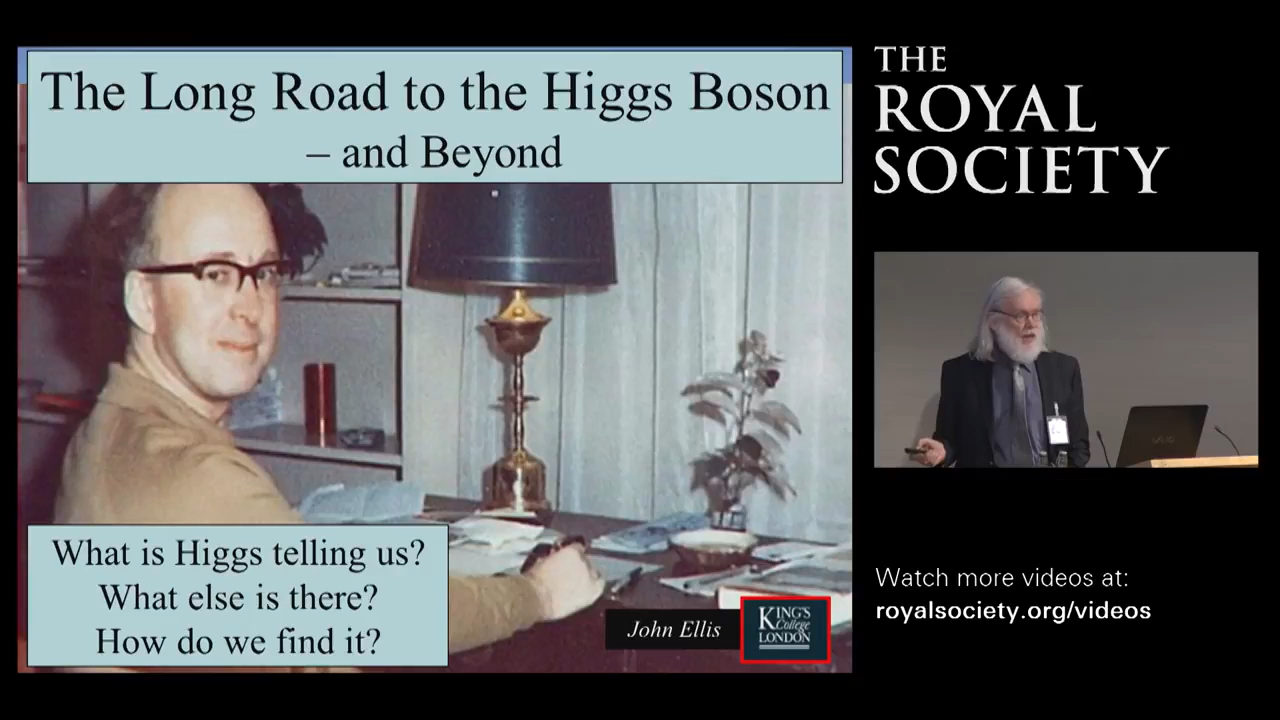 The Long Road to the Higgs Boson
– and Beyond
What is Higgs telling us?
What else is there?
How do we find it?
John Ellis
KING'S
College
LONDON
THE
ROYAL
SOCIETY
VAIO
Watch more videos at:
royalsociety.org/videos